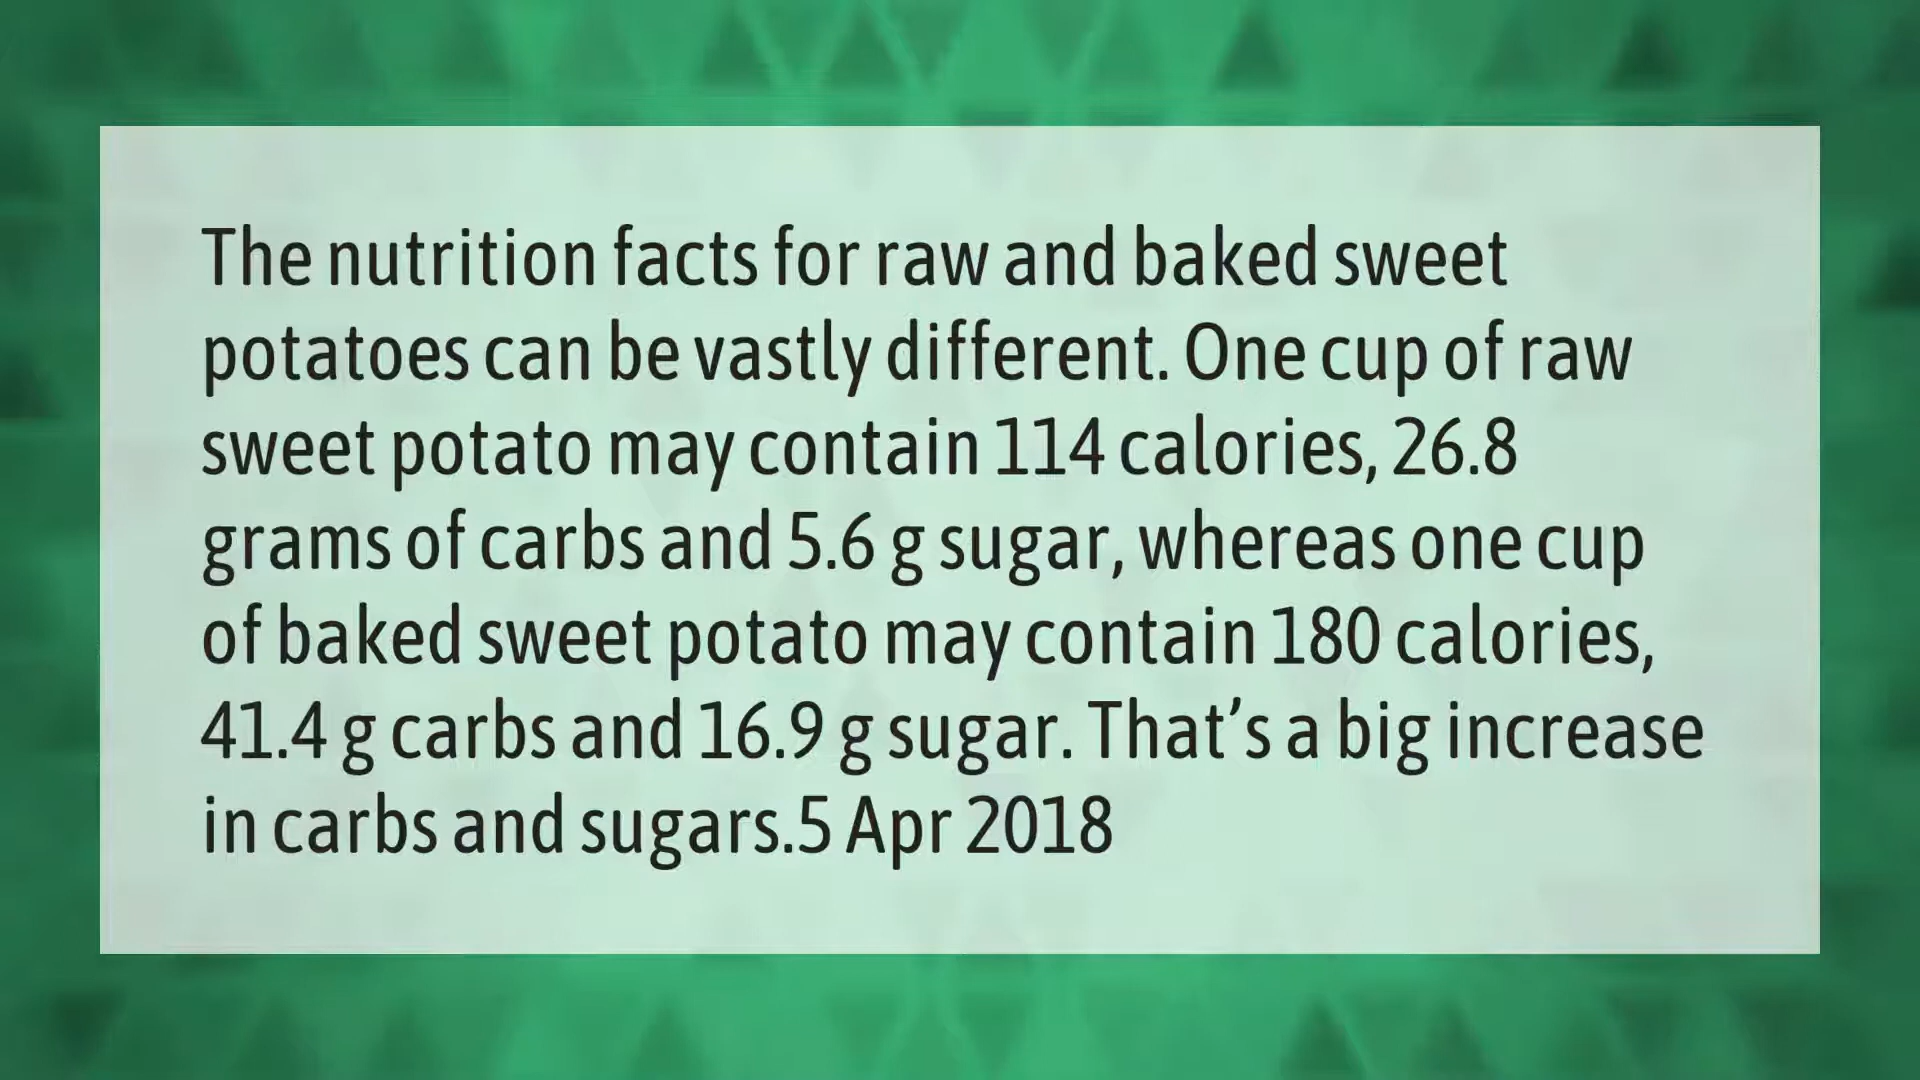 The nutrition facts for raw and baked sweet
potatoes can be vastly different. One cup of raw
sweet potato may contain 114 calories, 26.8
grams of carbs and 5.6 g sugar, whereas one cup
of baked sweet potato may contain 180 calories,
41.4 g carbs and 16.9 g sugar. That’s a big increase
in carbs and sugars.5 Apr 2018